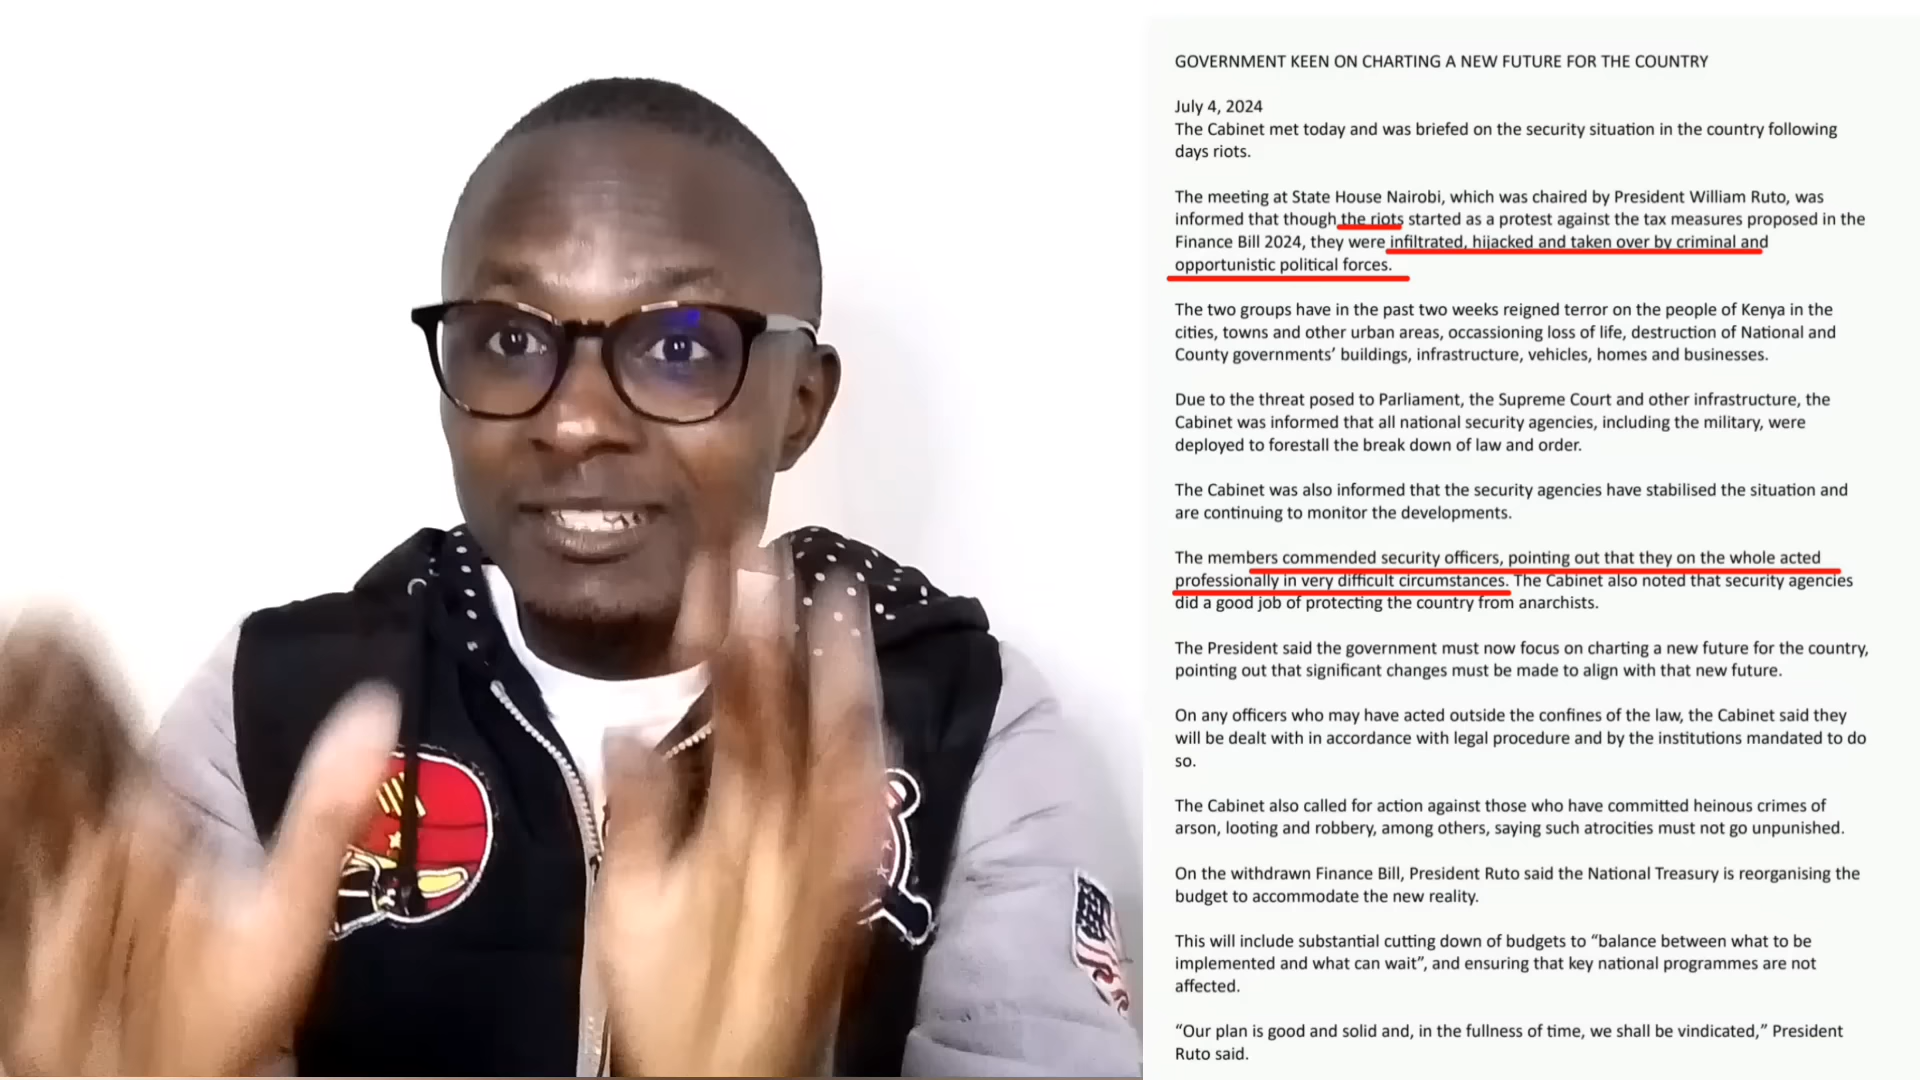 GOVERNMENT KEEN ON CHARTING A NEW FUTURE FOR THE COUNTRY
July 4, 2024
The Cabinet met today and was briefed on the security situation in the country following
days riots.
The meeting at State House Nairobi, which was chaired by President William Ruto, was
informed that though the riots started as a protest against the tax measures proposed in the
Finance Bill 2024, they were infiltrated, hijacked and taken over by criminal and
opportunistic political forces.
The two groups have in the past two weeks reigned terror on the people of Kenya in the
cities, towns and other urban areas, occassioning loss of life, destruction of National and
County governments’ buildings, infrastructure, vehicles, homes and businesses.
Due to the threat posed to Parliament, the Supreme Court and other infrastructure, the
Cabinet was informed that all national security agencies, including the military, were
deployed to forestall the break down of law and order.
The Cabinet was also informed that the security agencies have stabilised the situation and
are continuing to monitor the developments.
The members commended security officers, pointing out that they on the whole acted
professionally in very difficult circumstances. The Cabinet also noted that security agencies
did a good job of protecting the country from anarchists.
The President said the government must now focus on charting a new future for the country,
pointing out that significant changes must be made to align with that new future.
On any officers who may have acted outside the confines of the law, the Cabinet said they
will be dealt with in accordance with legal procedure and by the institutions mandated to do
so.
The Cabinet also called for action against those who have committed heinous crimes of
arson, looting and robbery, among others, saying such atrocities must not go unpunished.
On the withdrawn Finance Bill, President Ruto said the National Treasury is reorganising the
budget to accommodate the new reality.
This will include substantial cutting down of budgets to “balance between what to be
implemented and what can wait”, and ensuring that key national programmes are not
affected.
“Our plan is good and solid and, in the fullness of time, we shall be vindicated,” President
Ruto said.